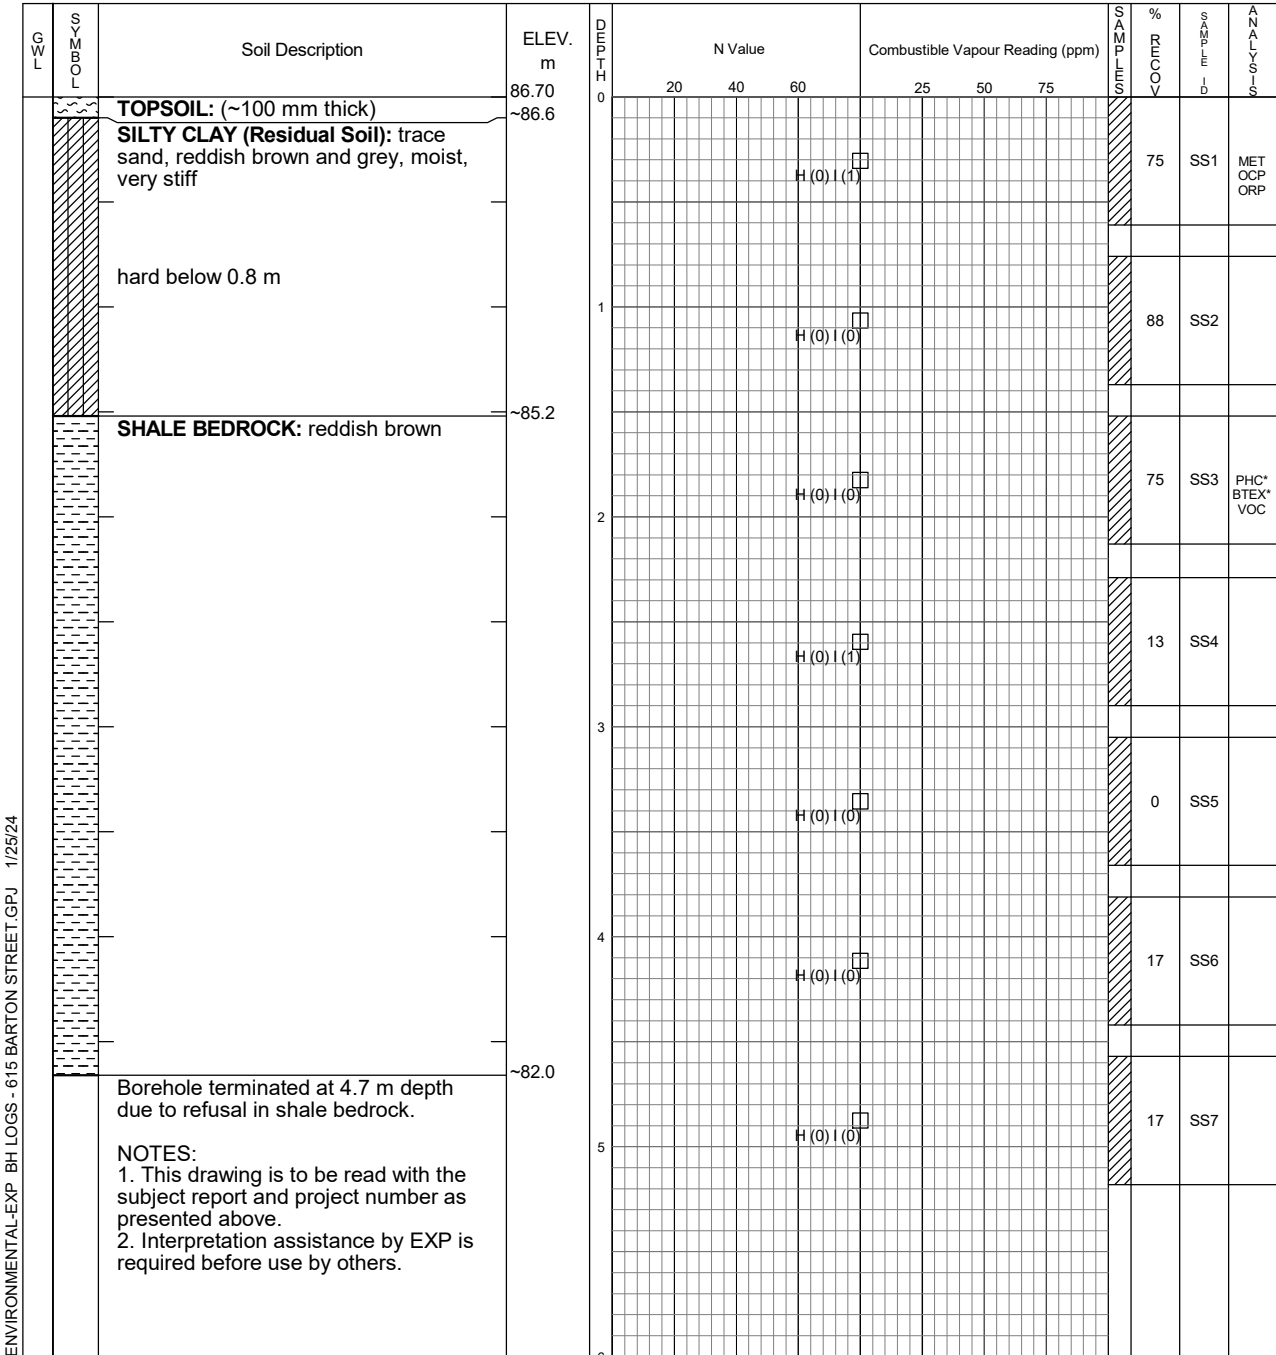 GWL
SYMBOL
Soil Description
ELEV.
m
DEPTH
N Value
Combustible Vapour Reading (ppm)
SAMPLES
% RECOV
SAMPLE ID
ANALYSIS
20 40 60 25 50 75
86.70
0
TOPSOIL: (~100 mm thick)
~86.6
SILTY CLAY (Residual Soil): trace
sand, reddish brown and grey, moist,
very stiff
H (0) I (1)
75 SS1
MET
OCP
ORP
hard below 0.8 m
1
H (0) I (0)
88 SS2
~85.2
SHALE BEDROCK: reddish brown
H (0) I (0)
75 SS3
PHC*
BTEX*
VOC
2
H (0) I (1)
13 SS4
3
H (0) I (0)
0 SS5
4
H (0) I (0)
17 SS6
~82.0
Borehole terminated at 4.7 m depth
due to refusal in shale bedrock.
H (0) I (0)
17 SS7
5
NOTES:
1. This drawing is to be read with the
subject report and project number as
presented above.
2. Interpretation assistance by EXP is
required before use by others.
ENVIRONMENTAL-EXP BH LOGS - 615 BARTON STREET.GPJ 1/25/24